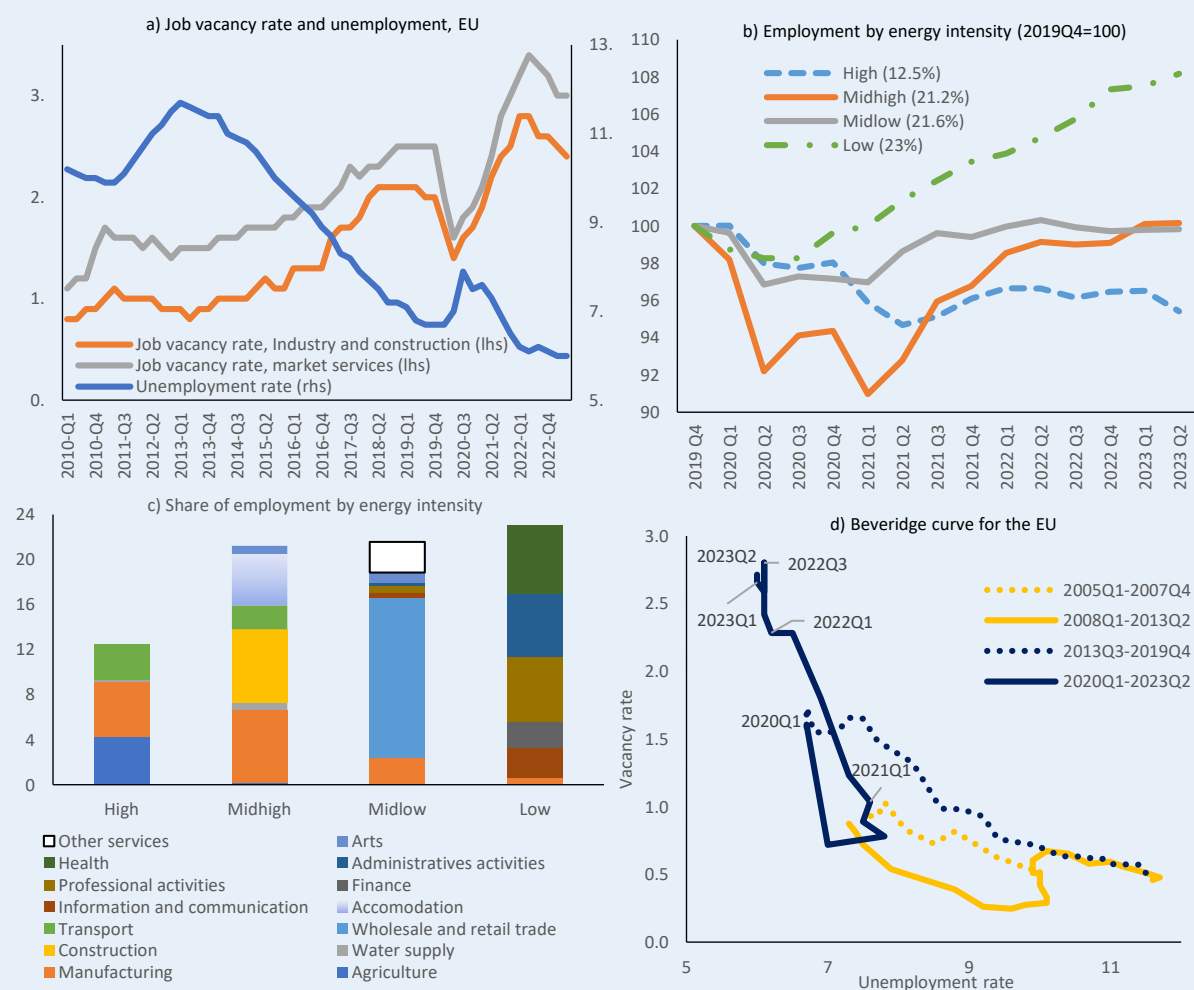 a) Job vacancy rate and unemployment, EU
3.
2.
1.
0.
13.
11.
9.
7.
5.
Job vacancy rate, Industry and construction (lhs)
Job vacancy rate, market services (lhs)
Unemployment rate (rhs)
2010-Q1
2010-Q4
2011-Q3
2012-Q2
2013-Q1
2013-Q4
2014-Q3
2015-Q2
2016-Q1
2016-Q4
2017-Q3
2018-Q2
2019-Q1
2019-Q4
2020-Q3
2021-Q2
2022-Q1
2022-Q4
b) Employment by energy intensity (2019Q4=100)
110
108
106
104
102
100
98
96
94
92
90
High (12.5%)
Midhigh (21.2%)
Midlow (21.6%)
Low (23%)
2019 Q4
2020 Q1
2020 Q2
2020 Q3
2020 Q4
2021 Q1
2021 Q2
2021 Q3
2021 Q4
2022 Q1
2022 Q2
2022 Q3
2022 Q4
2023 Q1
2023 Q2
c) Share of employment by energy intensity
24
20
16
12
8
4
0
High
Midhigh
Midlow
Low
Other services
Arts
Health
Administratives activities
Professional activities
Finance
Information and communication
Accomodation
Transport
Wholesale and retail trade
Construction
Water supply
Manufacturing
Agriculture
d) Beveridge curve for the EU
Vacancy rate
3.0
2.5
2.0
1.5
1.0
0.5
0.0
2023Q2
2022Q3
2023Q1
2022Q1
2020Q1
2021Q1
2005Q1-2007Q4
2008Q1-2013Q2
2013Q3-2019Q4
2020Q1-2023Q2
5
7
9
11
Unemployment rate